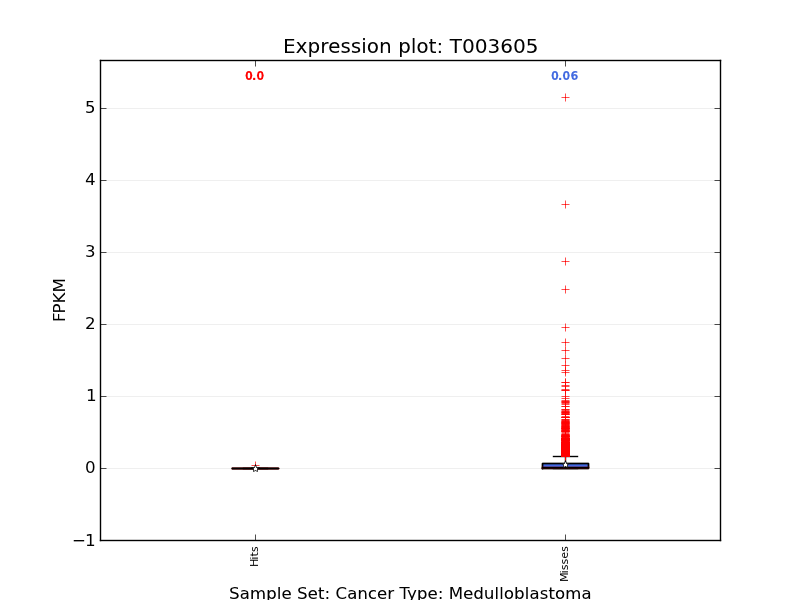 Expression plot: T003605
0.0
0.06
5
4
3
2
1
0
−1
FPKM
Hits
Misses
Sample Set: Cancer Type: Medulloblastoma